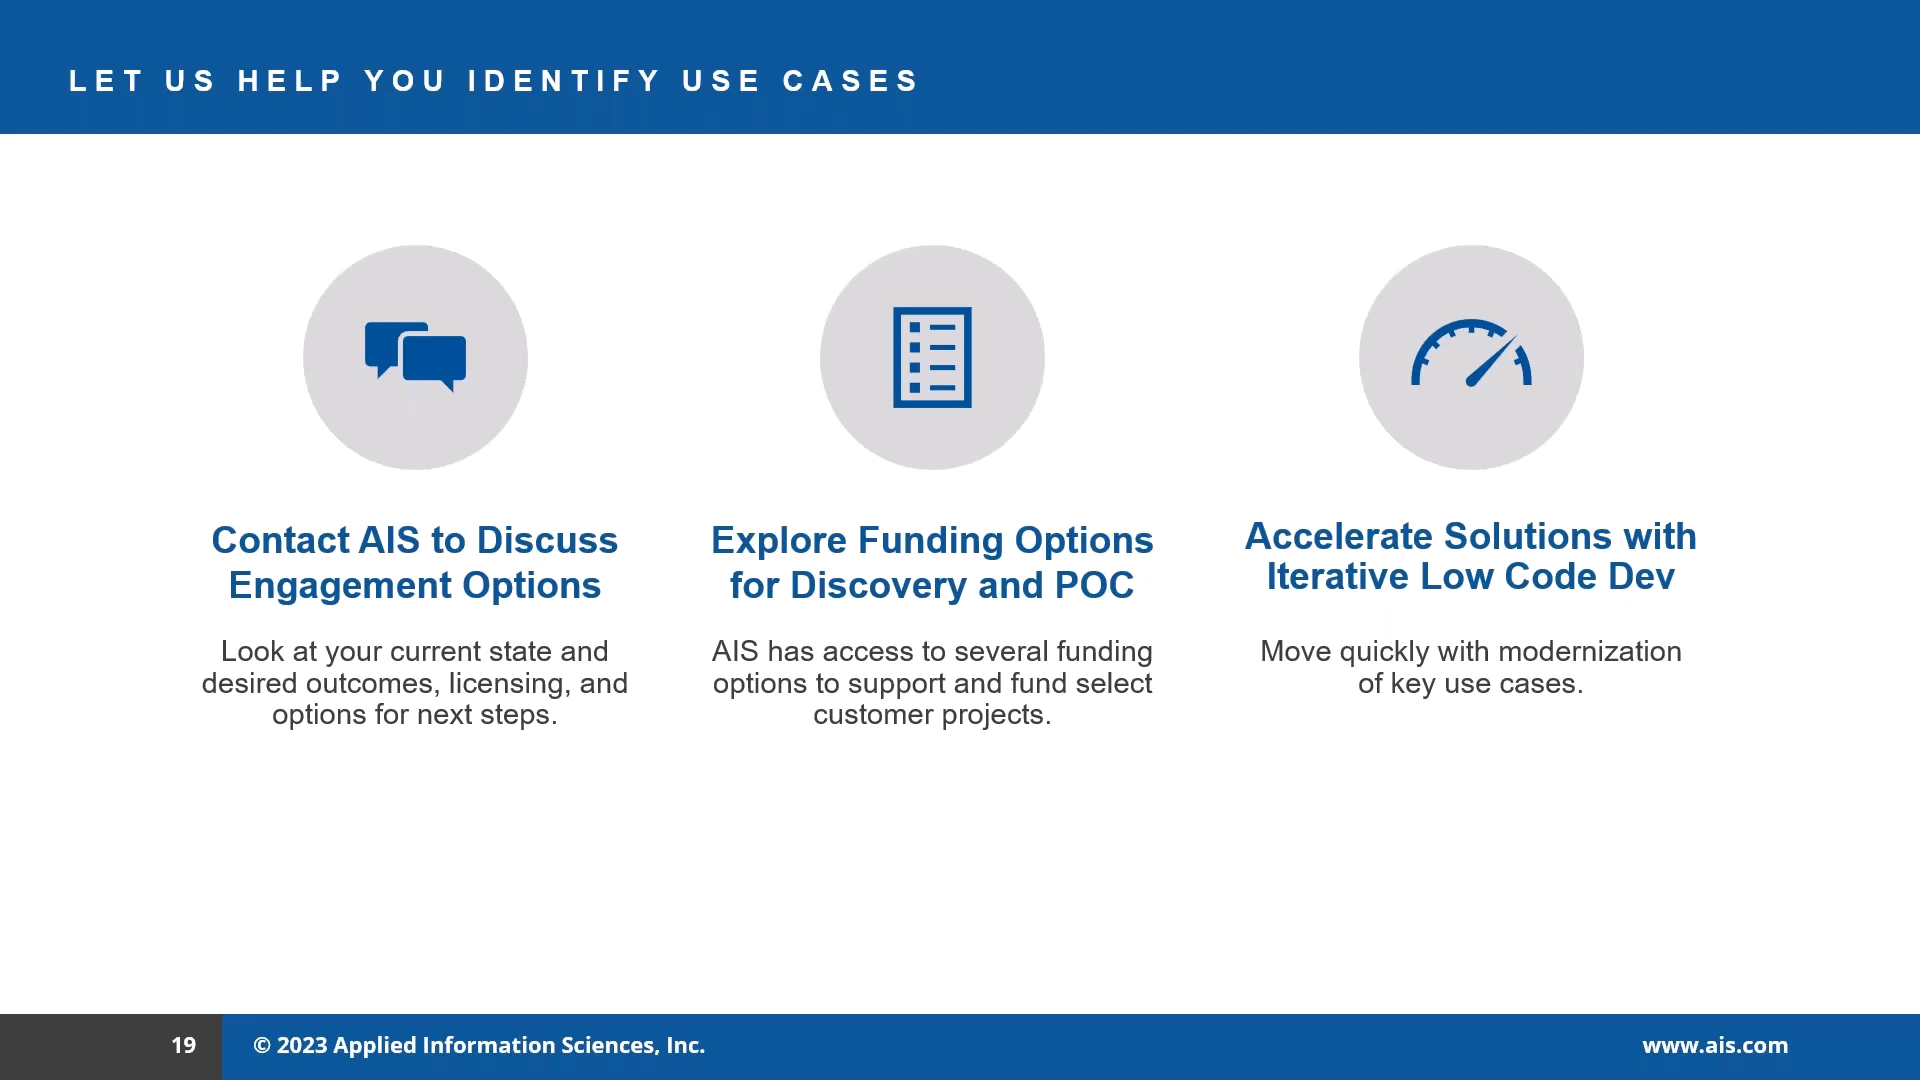 LET US HELP YOU IDENTIFY USE CASES
Contact AIS to Discuss
Engagement Options
Look at your current state and
desired outcomes, licensing, and
options for next steps.
Explore Funding Options
for Discovery and POC
AIS has access to several funding
options to support and fund select
customer projects.
Accelerate Solutions with
Iterative Low Code Dev
Move quickly with modernization
of key use cases.
19
© 2023 Applied Information Sciences, Inc.
www.ais.com